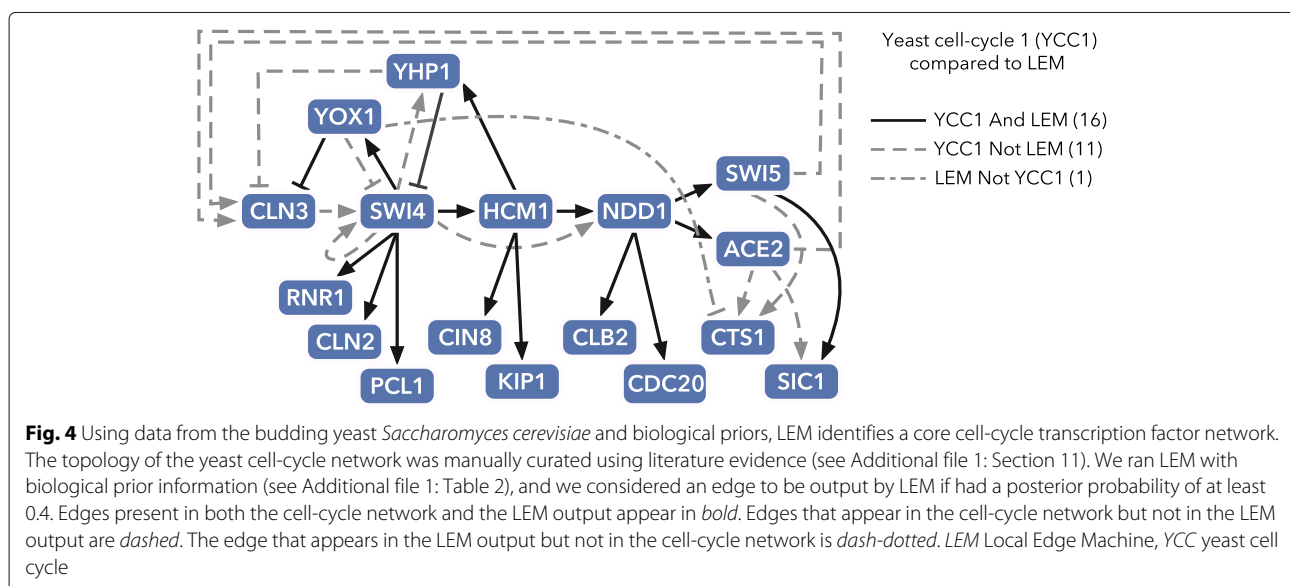 Yeast cell-cycle 1 (YCC1)
compared to LEM
YCC1 And LEM (16)
YCC1 Not LEM (11)
LEM Not YCC1 (1)
YHP1
YOX1
SWI5
CLN3
SWI4
HCM1
NDD1
ACE2
RNR1
CLN2
CIN8
CLB2
CTS1
PCL1
KIP1
CDC20
SIC1
Fig. 4 Using data from the budding yeast Saccharomyces cerevisiae and biological priors, LEM identifies a core cell-cycle transcription factor network.
The topology of the yeast cell-cycle network was manually curated using literature evidence (see Additional file 1: Section 11). We ran LEM with
biological prior information (see Additional file 1: Table 2), and we considered an edge to be output by LEM if had a posterior probability of at least
0.4. Edges present in both the cell-cycle network and the LEM output appear in bold. Edges that appear in the cell-cycle network but not in the LEM
output are dashed. The edge that appears in the LEM output but not in the cell-cycle network is dash-dotted. LEM Local Edge Machine, YCC yeast cell
cycle